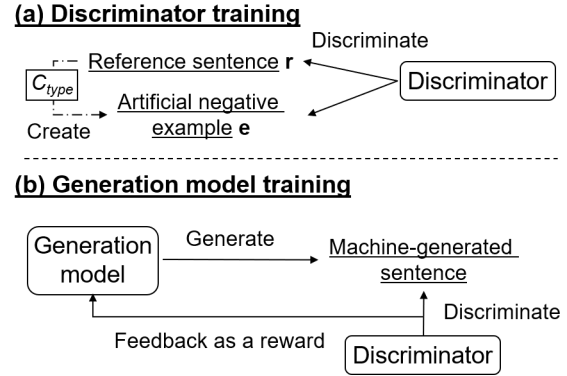 (a) Discriminator training
Discriminate
Reference sentence r
C_type
Discriminator
Artificial negative
example e
Create
(b) Generation model training
Generation
model
Generate
Machine-generated
sentence
Discriminate
Feedback as a reward
Discriminator